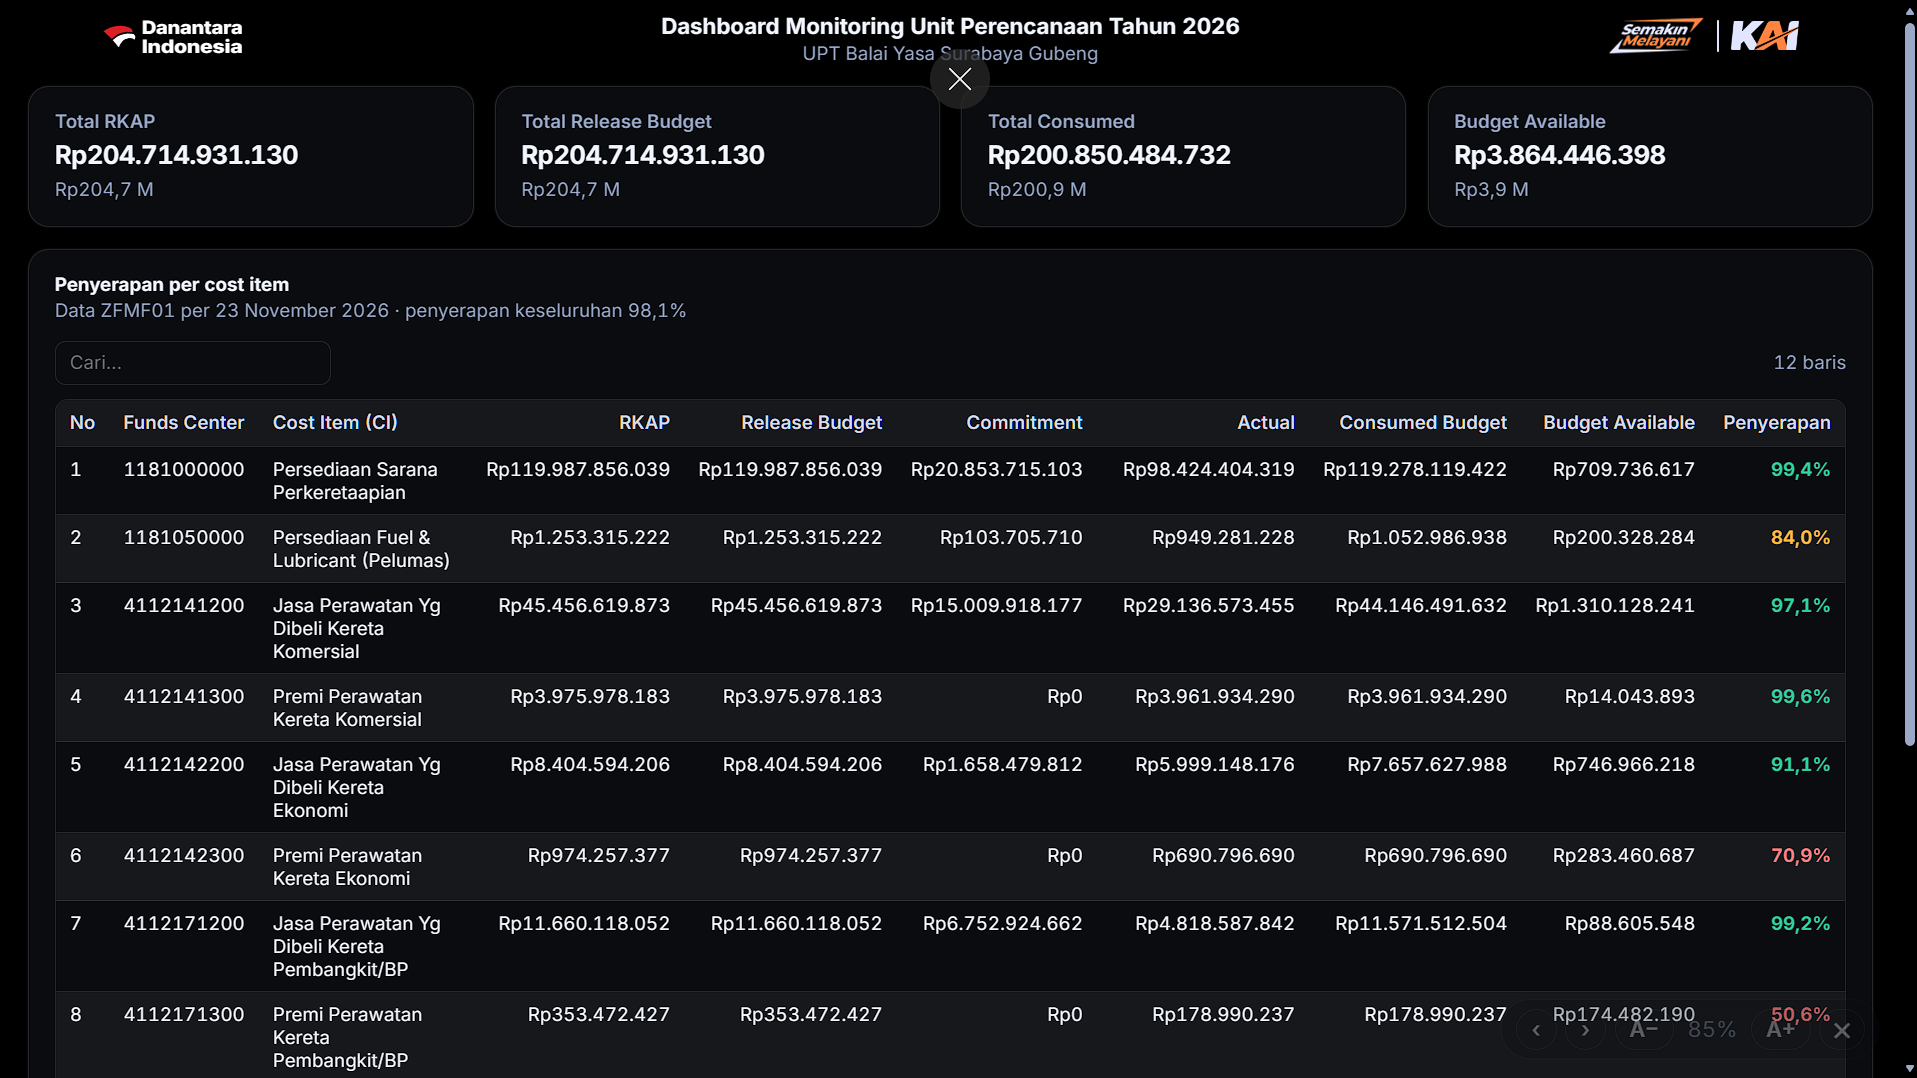 Danantara
Indonesia
Dashboard Monitoring Unit Perencanaan Tahun 2026
UPT Balai Yasa Surabaya Gubeng
Semakin
Melayani
KAI
Total RKAP
Rp204.714.931.130
Rp204,7 M
Total Release Budget
Rp204.714.931.130
Rp204,7 M
Total Consumed
Rp200.850.484.732
Rp200,9 M
Budget Available
Rp3.864.446.398
Rp3,9 M
Penyerapan per cost item
Data ZFMF01 per 23 November 2026 · penyerapan keseluruhan 98,1%
Cari...
12 baris
No Funds Center Cost Item (CI) RKAP Release Budget Commitment Actual Consumed Budget Budget Available Penyerapan
1 1181000000 Persediaan Sarana Rp119.987.856.039 Rp119.987.856.039 Rp20.853.715.103 Rp98.424.404.319 Rp119.278.119.422 Rp709.736.617 99,4%
Perkeretaapian
2 1181050000 Persediaan Fuel & Rp1.253.315.222 Rp1.253.315.222 Rp103.705.710 Rp949.281.228 Rp1.052.986.938 Rp200.328.284 84,0%
Lubricant (Pelumas)
3 4112141200 Jasa Perawatan Yg Rp45.456.619.873 Rp45.456.619.873 Rp15.009.918.177 Rp29.136.573.455 Rp44.146.491.632 Rp1.310.128.241 97,1%
Dibeli Kereta
Komersial
4 4112141300 Premi Perawatan Rp3.975.978.183 Rp3.975.978.183 Rp0 Rp3.961.934.290 Rp3.961.934.290 Rp14.043.893 99,6%
Kereta Komersial
5 4112142200 Jasa Perawatan Yg Rp8.404.594.206 Rp8.404.594.206 Rp1.658.479.812 Rp5.999.148.176 Rp7.657.627.988 Rp746.966.218 91,1%
Dibeli Kereta
Ekonomi
6 4112142300 Premi Perawatan Rp974.257.377 Rp974.257.377 Rp0 Rp690.796.690 Rp690.796.690 Rp283.460.687 70,9%
Kereta Ekonomi
7 4112171200 Jasa Perawatan Yg Rp11.660.118.052 Rp11.660.118.052 Rp6.752.924.662 Rp4.818.587.842 Rp11.571.512.504 Rp88.605.548 99,2%
Dibeli Kereta
Pembangkit/BP
8 4112171300 Premi Perawatan Rp353.472.427 Rp353.472.427 Rp0 Rp178.990.237 Rp178.990.237 Rp174.482.190 50,6%
Kereta
Pembangkit/BP
A− 85% A+